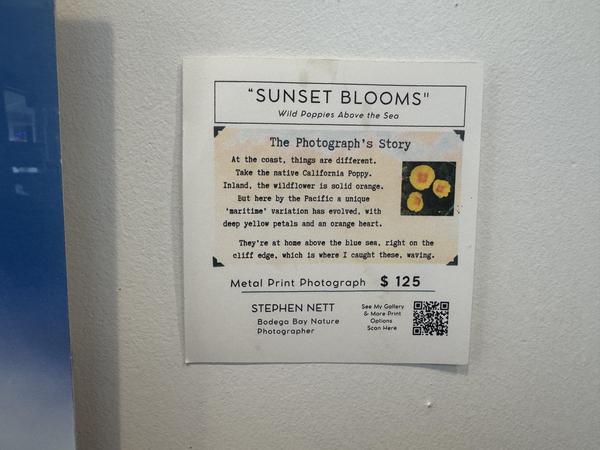 "SUNSET BLOOMS"
Wild Poppies Above the Sea
The Photograph's Story
At the coast, things are different.
Take the native California Poppy.
Inland, the wildflower is solid orange.
But here by the Pacific a unique
'maritime' variation has evolved, with
deep yellow petals and an orange heart.
They're at home above the blue sea, right on the
cliff edge, which is where I caught these, waving.
Metal Print Photograph $ 125
STEPHEN NETT
Bodega Bay Nature
Photographer
See My Gallery
& More Print
Options
Scan Here